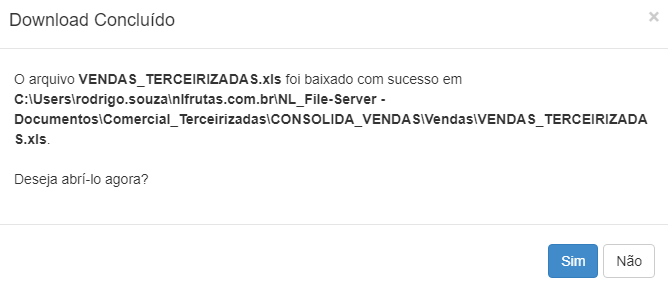 Download Concluído
×
O arquivo VENDAS_TERCEIRIZADAS.xls foi baixado com sucesso em
C:\Users\rodrigo.souza\nlfrutas.com.br\NL_File-Server -
Documentos\Comercial_Terceirizadas\CONSOLIDA_VENDAS\Vendas\VENDAS_TERCEIRIZADA
S.xls.
Deseja abrí-lo agora?
Sim
Não